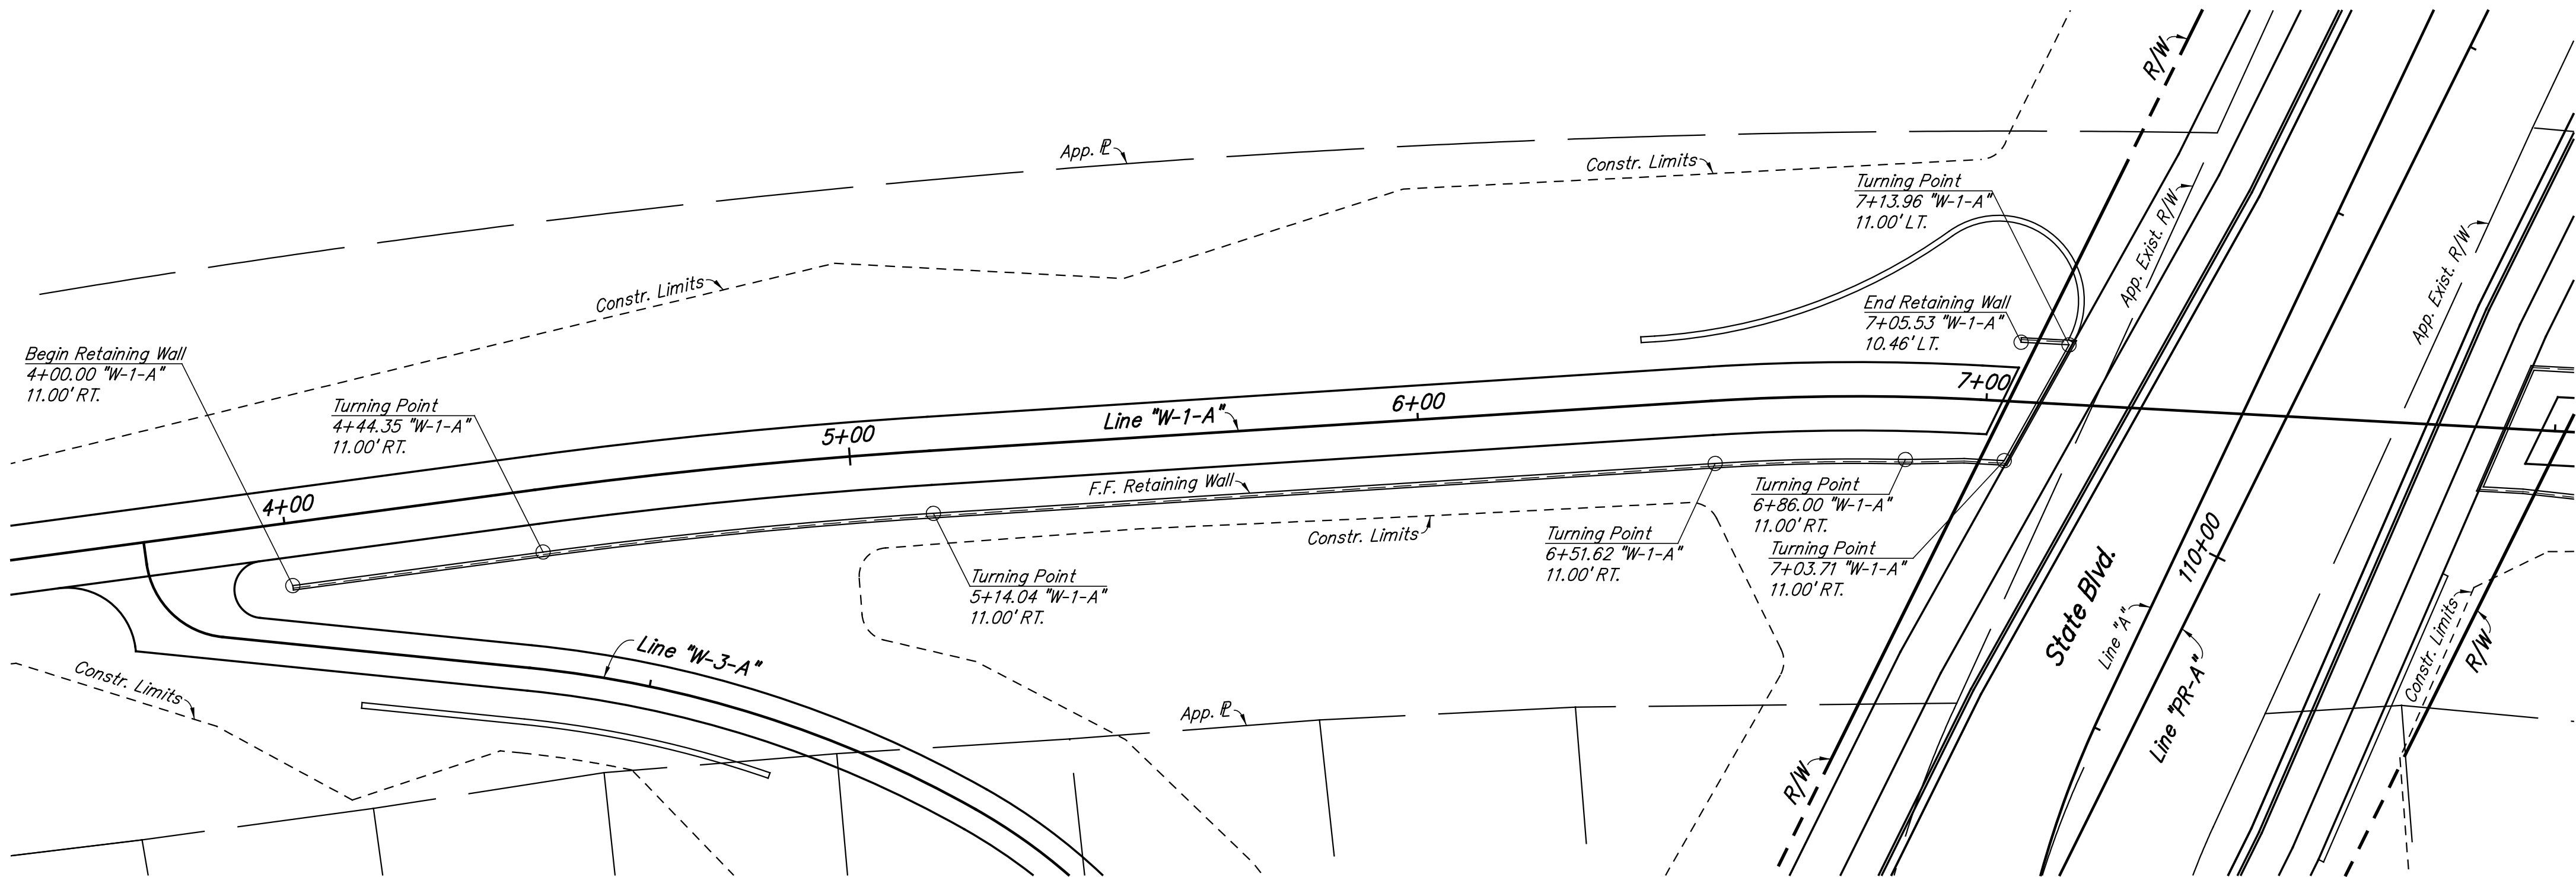 R/W
App. ℙL
Constr. Limits
Turning Point
7+13.96 "W-1-A"
11.00' LT.
App. Exist. R/W
App. Exist. R/W
Constr. Limits
End Retaining Wall
7+05.53 "W-1-A"
10.46' LT.
Begin Retaining Wall
4+00.00 "W-1-A"
11.00' RT.
Turning Point
4+44.35 "W-1-A"
11.00' RT.
7+00
6+00
Line "W-1-A"
5+00
4+00
F.F. Retaining Wall
Turning Point
6+86.00 "W-1-A"
11.00' RT.
Constr. Limits
Turning Point
6+51.62 "W-1-A"
11.00' RT.
Turning Point
7+03.71 "W-1-A"
11.00' RT.
Turning Point
5+14.04 "W-1-A"
11.00' RT.
110+00
State Blvd.
Line "A"
Line "PR-A"
Constr. Limits
R/W
Line "W-3-A"
Constr. Limits
App. ℙL
R/W